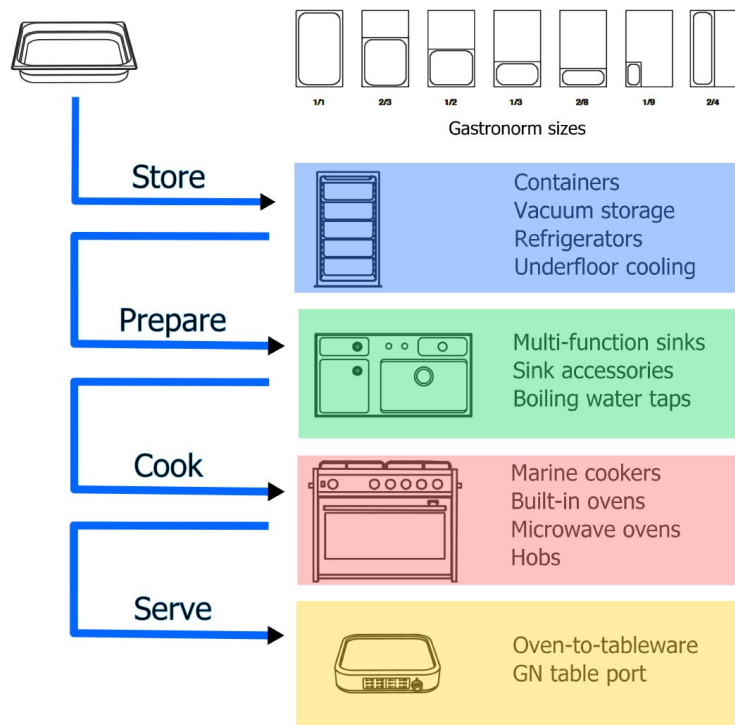 1/1 2/3 1/2 1/3 2/8 1/9 2/4
Gastronorm sizes
Store
Containers
Vacuum storage
Refrigerators
Underfloor cooling
Prepare
Multi-function sinks
Sink accessories
Boiling water taps
Cook
Marine cookers
Built-in ovens
Microwave ovens
Hobs
Serve
Oven-to-tableware
GN table port